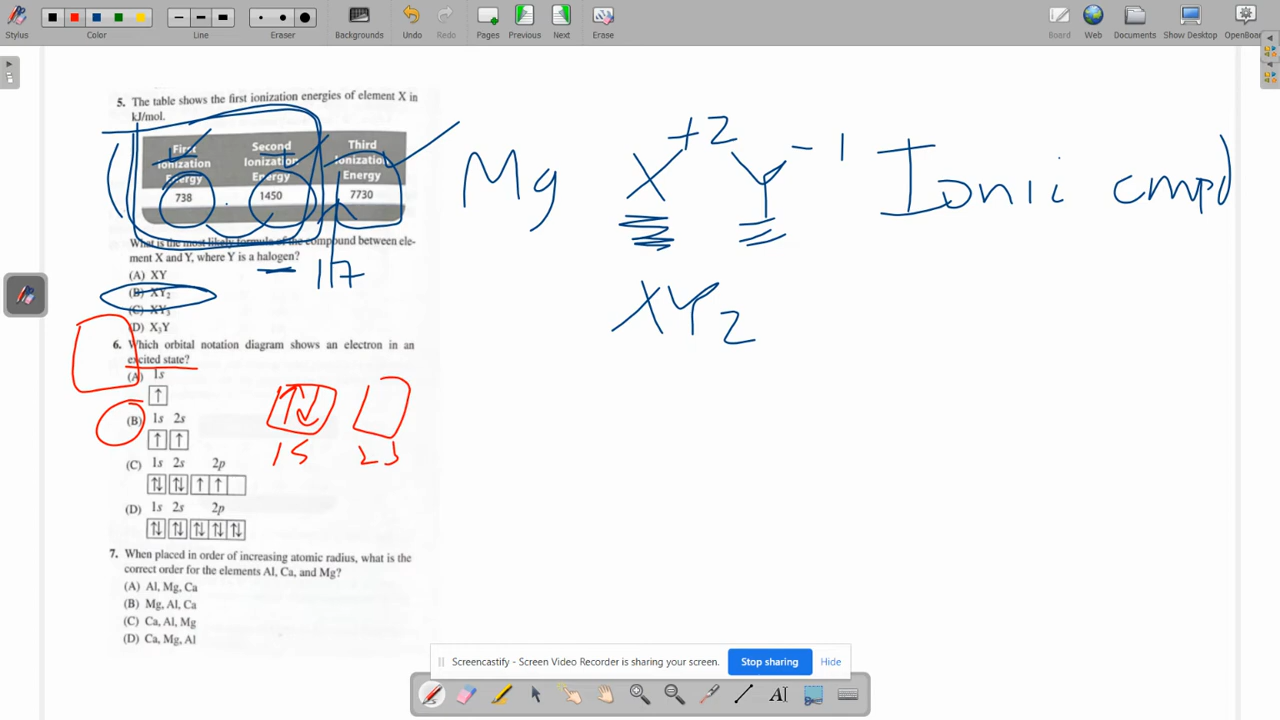 Stylus
Color
Line
Eraser
Backgrounds
Undo
Redo
Pages
Previous
Next
Erase
Board
Web
Documents
Show Desktop
OpenBoa
5. The table shows the first ionization energies of element X in
kJ/mol.
First Ionization Energy
Second Ionization Energy
Third Ionization Energy
738
1450
7730
What is the most likely formula of the compound between ele-
ment X and Y, where Y is a halogen?
(A) XY
(B) XY₂
(C) XY₃
(D) X₃Y
17
Mg
X+2 Y-1 Ionic cmpd
XY2
6. Which orbital notation diagram shows an electron in an
excited state?
(A) 1s
↑
(B) 1s 2s
↑ ↑
(C) 1s 2s 2p
⇅ ⇅ ↑ ↑
(D) 1s 2s 2p
⇅ ⇅ ⇅ ⇅ ⇅
1s 2s
7. When placed in order of increasing atomic radius, what is the
correct order for the elements Al, Ca, and Mg?
(A) Al, Mg, Ca
(B) Mg, Al, Ca
(C) Ca, Al, Mg
(D) Ca, Mg, Al
Screencastify - Screen Video Recorder is sharing your screen.
Stop sharing
Hide